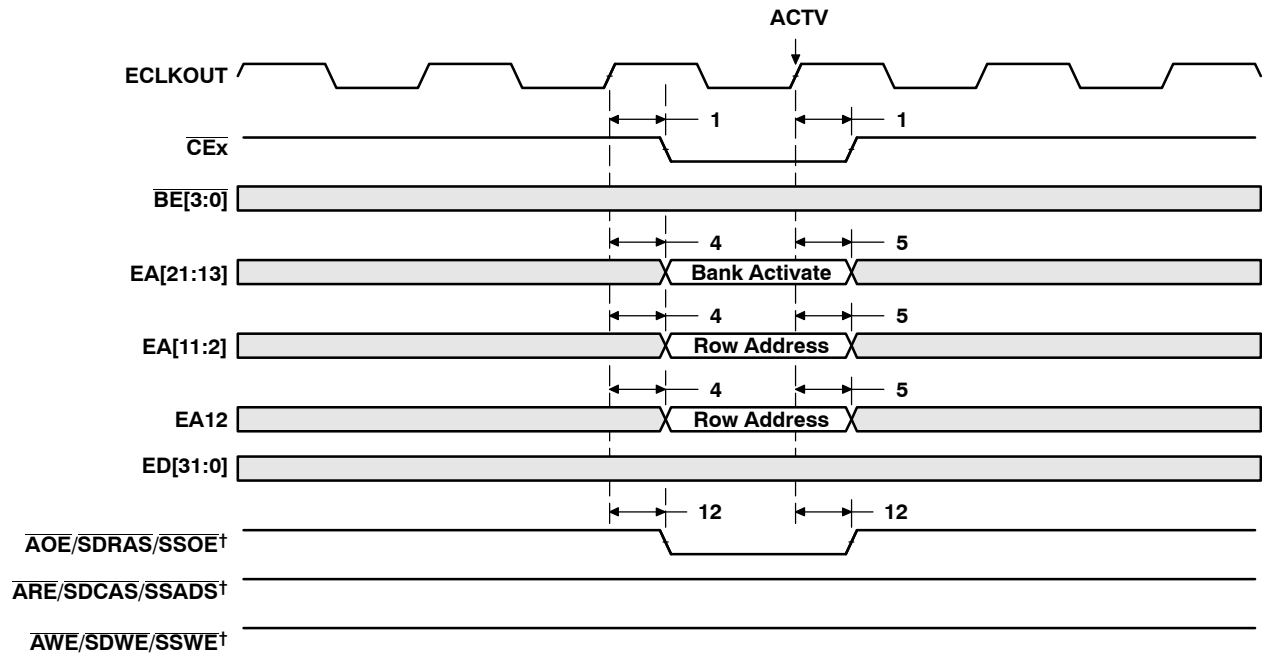 ACTV
ECLKOUT
1 1
CEx
BE[3:0]
4 5
EA[21:13] Bank Activate
4 5
EA[11:2] Row Address
4 5
EA12 Row Address
ED[31:0]
12 12
AOE/SDRAS/SSOE†
ARE/SDCAS/SSADS†
AWE/SDWE/SSWE†